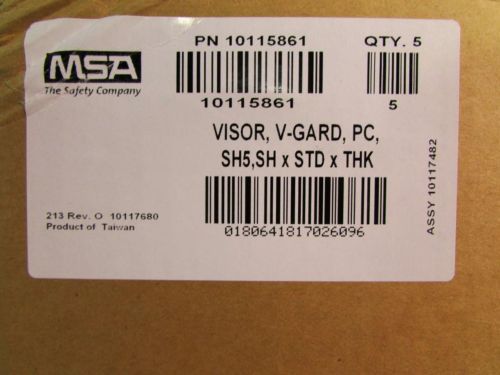 MSA
The Safety Company
PN 10115861
10115861
QTY. 5
5
VISOR, V-GARD, PC,
SH5,SH x STD x THK
0180641817026096
213 Rev. O 10117680
Product of Taiwan
ASSY 10117482